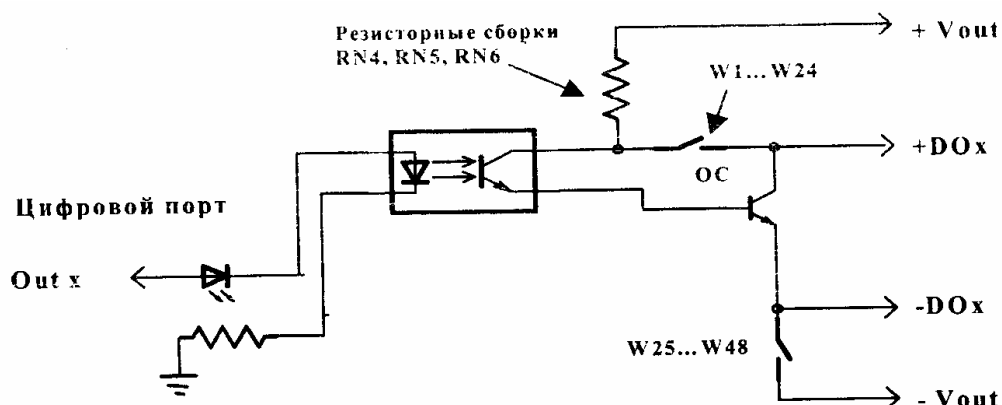 Резисторные сборки
RN4, RN5, RN6
+ Vout
W1...W24
+DOx
OC
Цифровой порт
Out x
-DOx
W25...W48
- Vout